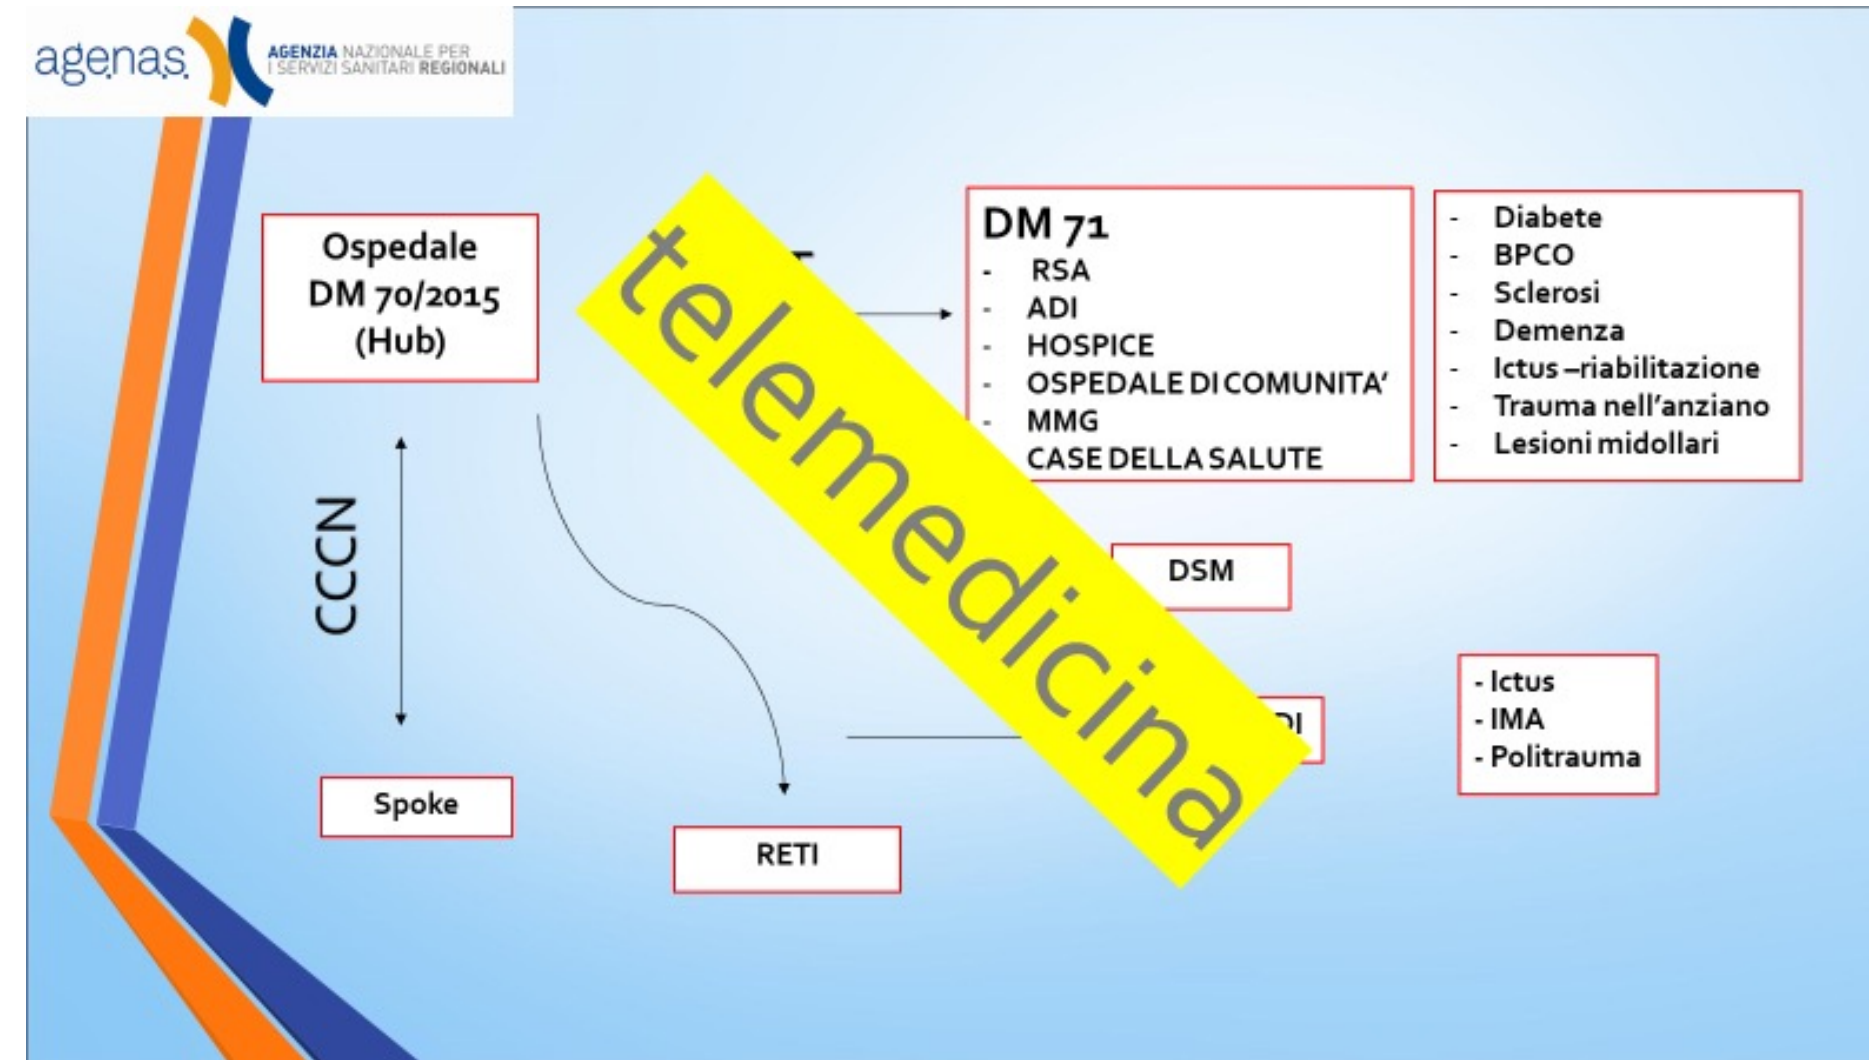 agenas.
AGENZIA NAZIONALE PER
I SERVIZI SANITARI REGIONALI
Ospedale
DM 70/2015
(Hub)
CCCN
Spoke
RETI
telemedicina
DM 71
- RSA
- ADI
- HOSPICE
- OSPEDALE DI COMUNITA’
- MMG
CASE DELLA SALUTE
- Diabete
- BPCO
- Sclerosi
- Demenza
- Ictus –riabilitazione
- Trauma nell’anziano
- Lesioni midollari
DSM
- Ictus
- IMA
- Politrauma